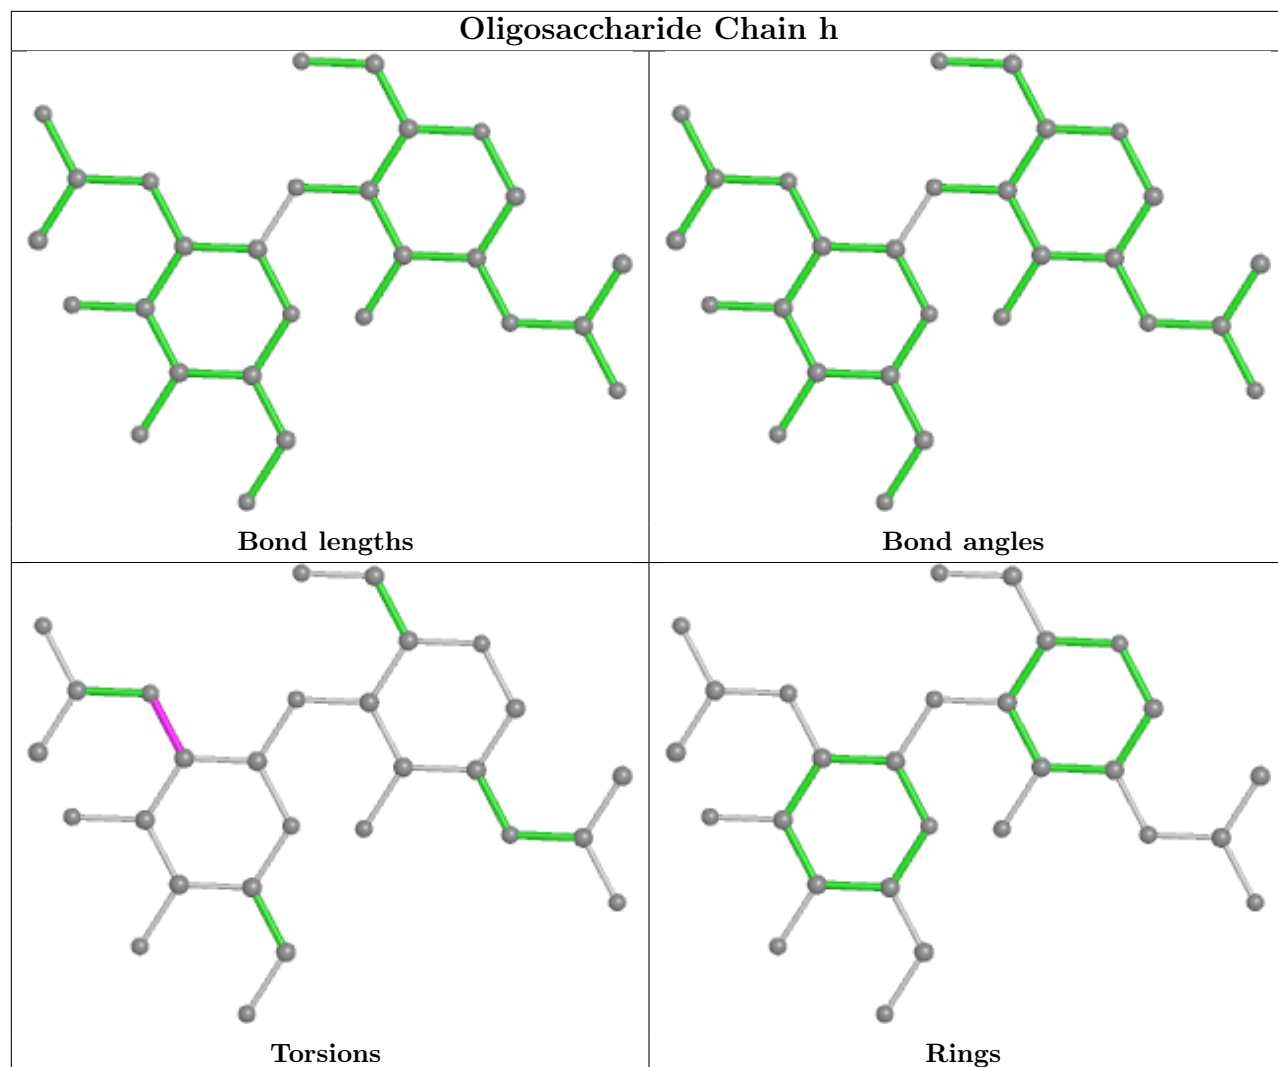 Oligosaccharide Chain h
Bond lengths
Bond angles
Torsions
Rings